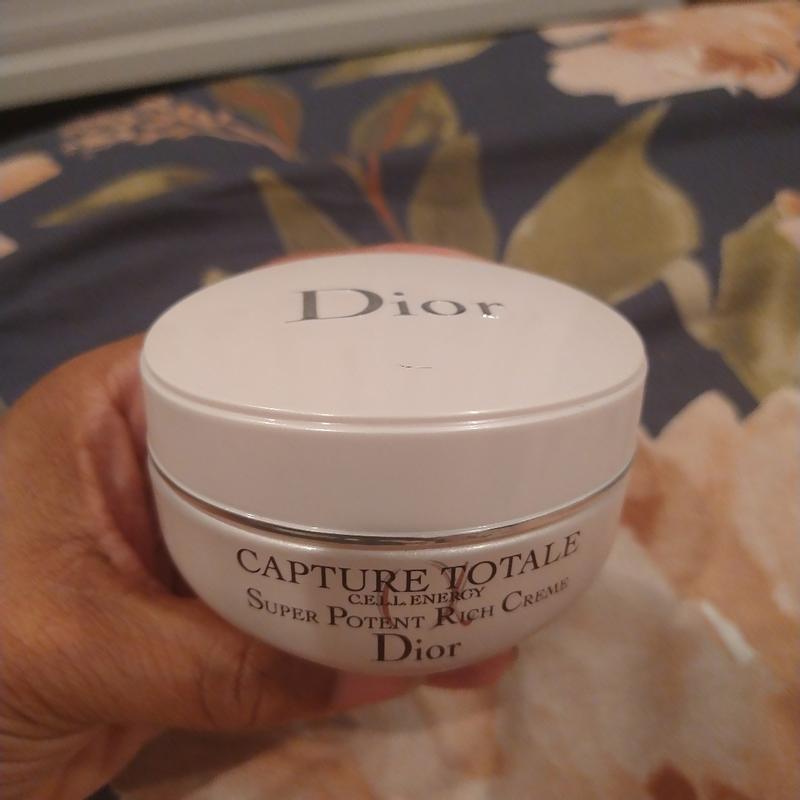 Dior
CAPTURE TOTALE
C.E.L.L. ENERGY
SUPER POTENT RICH CREME
Dior